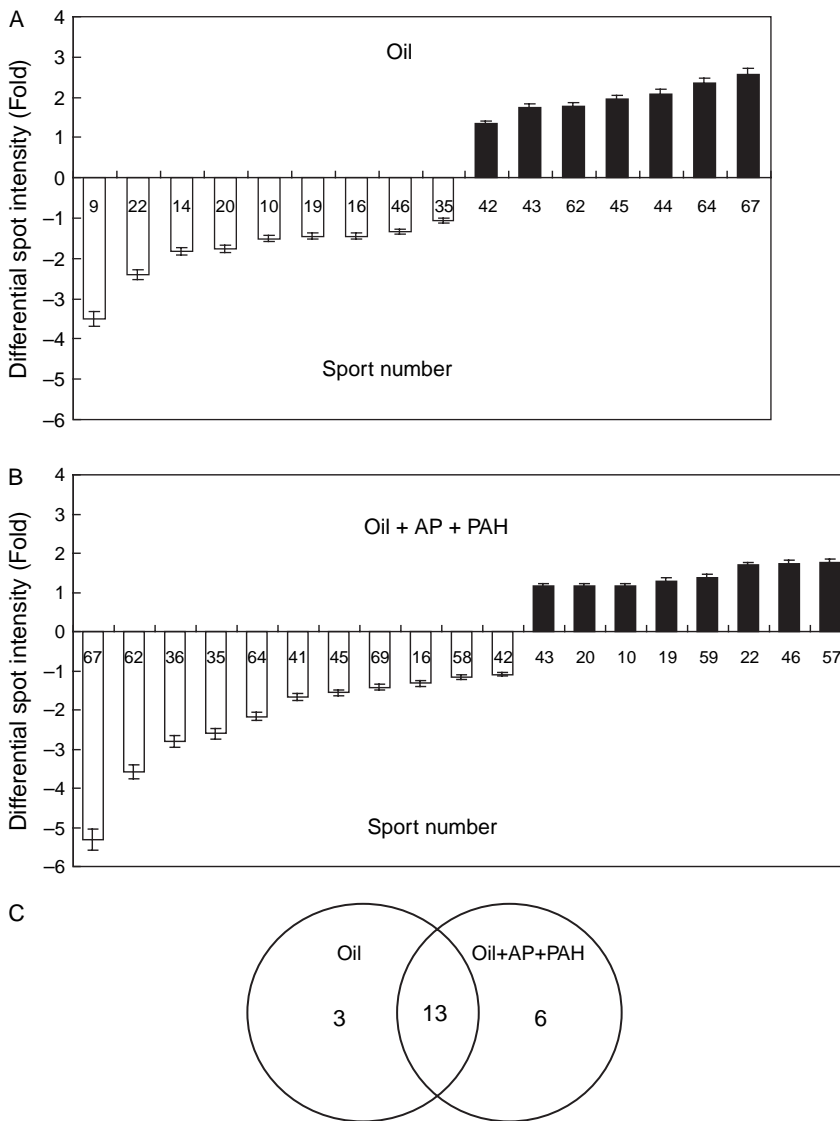 A
Differential spot intensity (Fold)
4
3
2
1
0
–1
–2
–3
–4
–5
–6
Oil
9 22 14 20 10 19 16 46 35 42 43 62 45 44 64 67
Sport number
B
Differential spot intensity (Fold)
4
3
2
1
0
–1
–2
–3
–4
–5
–6
Oil + AP + PAH
67 62 36 35 64 41 45 69 16 58 42 43 20 10 19 59 22 46 57
Sport number
C
Oil Oil+AP+PAH
3 13 6